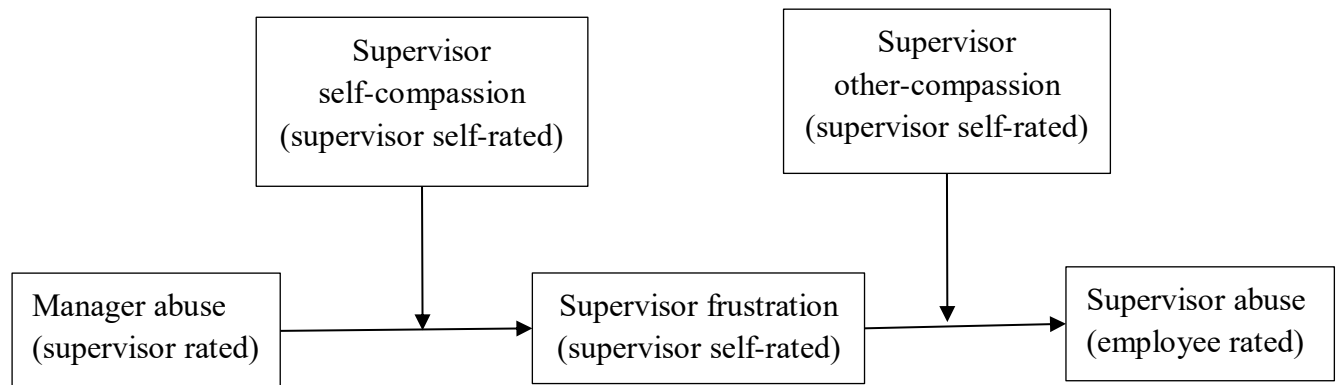 Supervisor
self-compassion
(supervisor self-rated)
Supervisor
other-compassion
(supervisor self-rated)
Manager abuse
(supervisor rated)
Supervisor frustration
(supervisor self-rated)
Supervisor abuse
(employee rated)